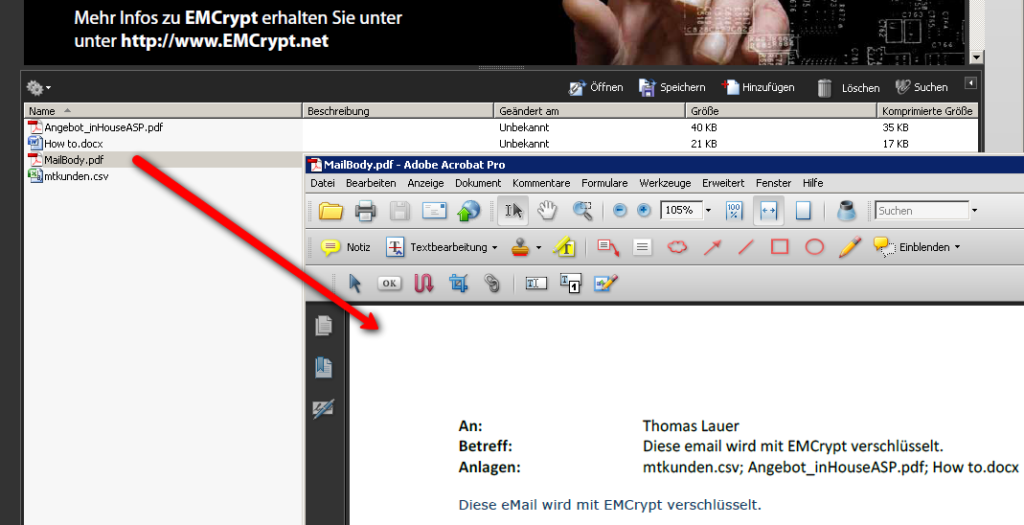 Mehr Infos zu EMCrypt erhalten Sie unter
unter http://www.EMCrypt.net
Öffnen Speichern Hinzufügen Löschen Suchen
Name Beschreibung Geändert am Größe Komprimierte Größe
Angebot_inHouseASP.pdf Unbekannt 40 KB 35 KB
How to.docx Unbekannt 21 KB 17 KB
MailBody.pdf
mtkunden.csv
MailBody.pdf - Adobe Acrobat Pro
Datei Bearbeiten Anzeige Dokument Kommentare Formulare Werkzeuge Erweitert Fenster Hilfe
105% 100 % Suchen
Notiz Textbearbeitung Einblenden
OK
An: Thomas Lauer
Betreff: Diese email wird mit EMCrypt verschlüsselt.
Anlagen: mtkunden.csv; Angebot_inHouseASP.pdf; How to.docx
Diese eMail wird mit EMCrypt verschlüsselt.